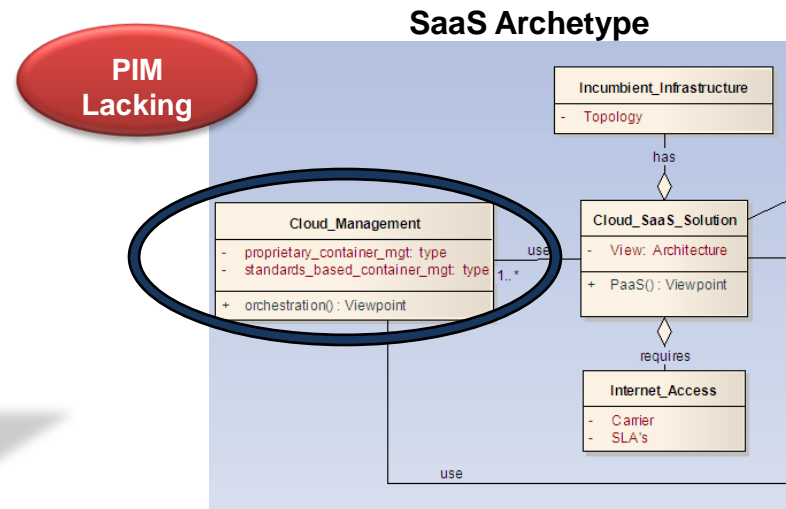 SaaS Archetype
PIM
Lacking
Incumbient_Infrastructure
- Topology
has
Cloud_Management
- proprietary_container_mgt: type
- standards_based_container_mgt: type
+ orchestration() : Viewpoint
use
1..*
Cloud_SaaS_Solution
- View: Architecture
+ PaaS() : Viewpoint
requires
Internet_Access
- Carrier
- SLA's
use